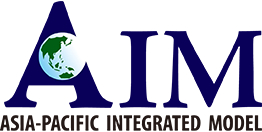 AIM
ASIA-PACIFIC INTEGRATED MODEL